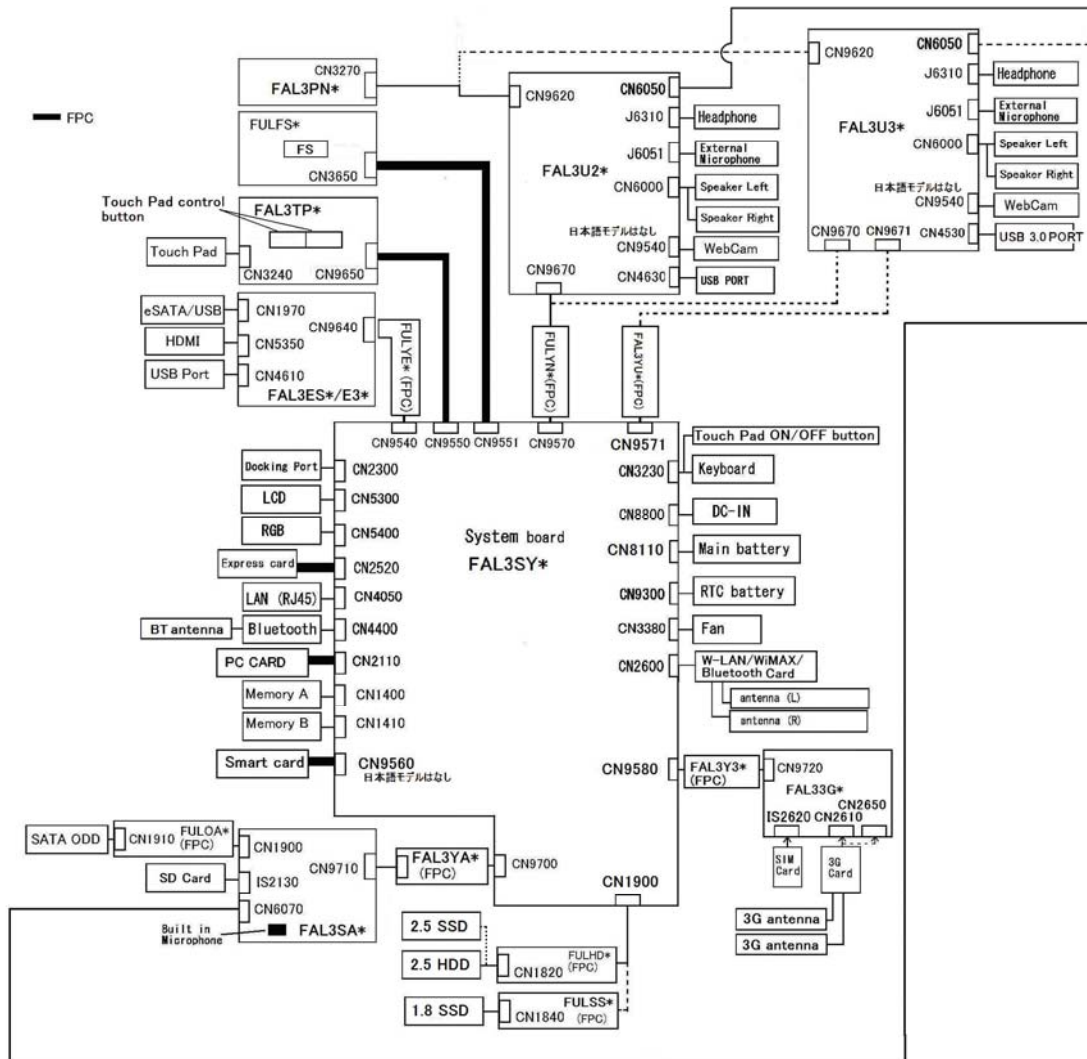 FPC
CN3270
FAL3PN*
FULFS*
FS
CN3650
Touch Pad control
button
FAL3TP*
Touch Pad
CN3240
CN9650
eSATA/USB
CN1970
CN9640
HDMI
CN5350
USB Port
CN4610
FAL3ES*/E3*
FULYE*(FPC)
CN9620
CN6050
J6310
Headphone
J6051
External
Microphone
FAL3U2*
CN6000
Speaker Left
Speaker Right
日本語モデルはなし
CN9540
WebCam
CN9670
CN4630
USB PORT
CN9620
CN6050
J6310
Headphone
J6051
External
Microphone
FAL3U3*
CN6000
Speaker Left
Speaker Right
日本語モデルはなし
CN9540
WebCam
CN9670
CN9671
CN4530
USB 3.0 PORT
FULYN*(FPC)
FAL3YU*(FPC)
CN9540
CN9550
CN9551
CN9570
CN9571
Touch Pad ON/OFF button
Docking Port
CN2300
CN3230
Keyboard
LCD
CN5300
CN8800
DC-IN
RGB
CN5400
System board
FAL3SY*
CN8110
Main battery
Express card
CN2520
CN9300
RTC battery
LAN (RJ45)
CN4050
BT antenna
Bluetooth
CN4400
CN3380
Fan
PC CARD
CN2110
CN2600
W-LAN/WiMAX/
Bluetooth Card
antenna (L)
antenna (R)
Memory A
CN1400
Memory B
CN1410
Smart card
CN9560
日本語モデルはなし
CN9580
FAL3Y3*
(FPC)
CN9720
FAL33G*
CN2650
IS2620
CN2610
SIM
Card
3G
Card
3G antenna
3G antenna
SATA ODD
CN1910
FULOA*
(FPC)
CN1900
CN9710
FAL3YA*
(FPC)
CN9700
SD Card
IS2130
CN1900
CN6070
Built in
Microphone
FAL3SA*
2.5 SSD
2.5 HDD
CN1820
FULHD*
(FPC)
1.8 SSD
CN1840
FULSS*
(FPC)